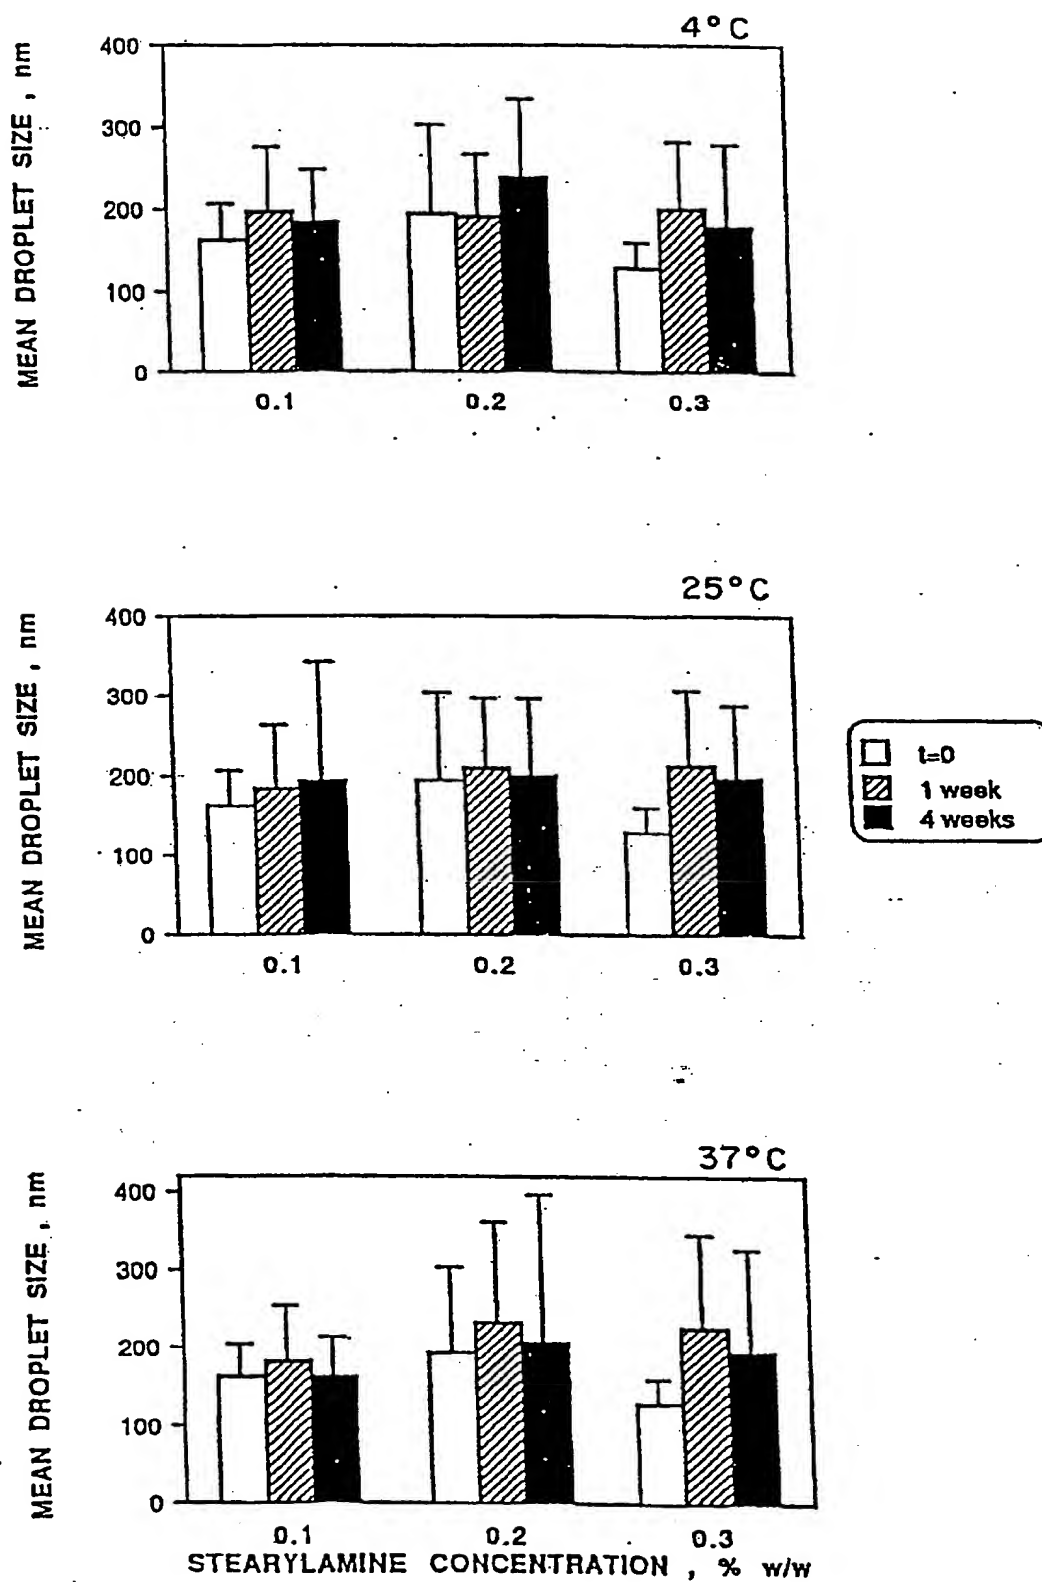 4°C
MEAN DROPLET SIZE , nm
400
300
200
100
0
0.1 0.2 0.3
25°C
MEAN DROPLET SIZE , nm
400
300
200
100
0
0.1 0.2 0.3
t=0
1 week
4 weeks
37°C
MEAN DROPLET SIZE , nm
400
300
200
100
0
0.1 0.2 0.3
STEARYLAMINE CONCENTRATION , % w/w